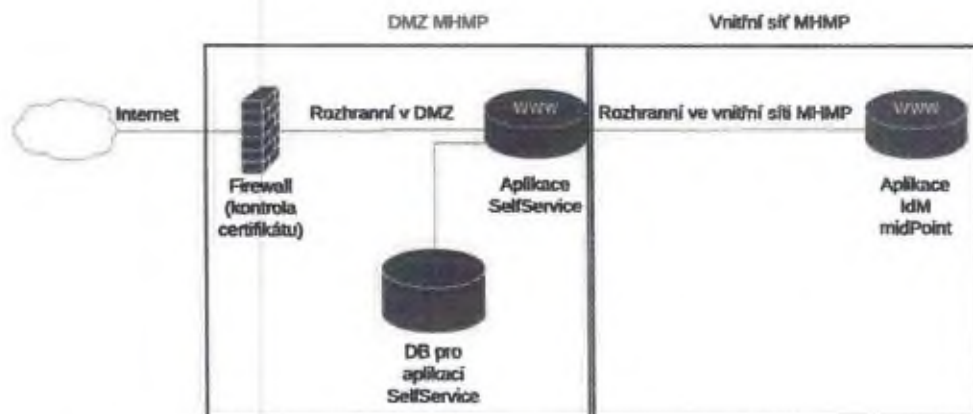 DMZ MHMP
Vnitřní síť MHMP
Internet
Rozhranní v DMZ
WWW
Rozhranní ve vnitřní síti MHMP
WWW
Firewall
(kontrola
certifikátu)
Aplikace
SelfService
Aplikace
IdM
midPoint
DB pro
aplikací
SelfService